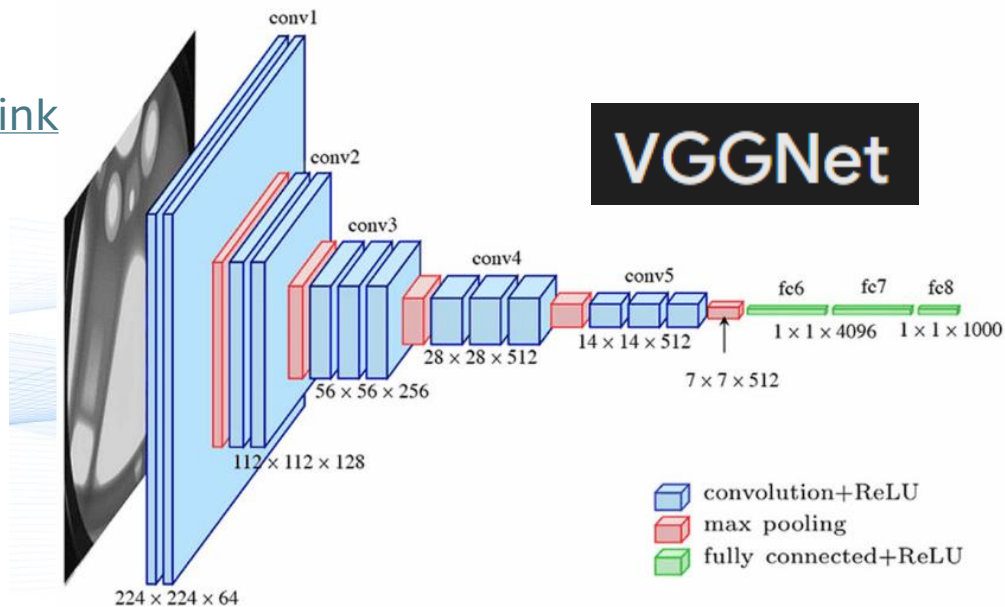 conv1
ink
conv2
VGGNet
conv3
conv4
conv5
fc6
fc7
fc8
1 × 1 × 4096
1 × 1 × 1000
28 × 28 × 512
14 × 14 × 512
7 × 7 × 512
56 × 56 × 256
112 × 112 × 128
224 × 224 × 64
convolution+ReLU
max pooling
fully connected+ReLU